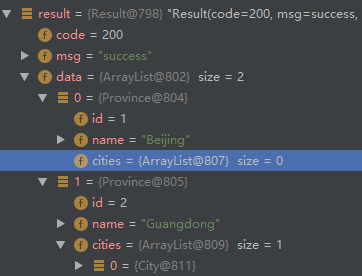 result = {Result@798} "Result(code=200, msg=success,
code = 200
msg = "success"
data = {ArrayList@802} size = 2
0 = {Province@804}
id = 1
name = "Beijing"
cities = {ArrayList@807} size = 0
1 = {Province@805}
id = 2
name = "Guangdong"
cities = {ArrayList@809} size = 1
0 = {City@811}